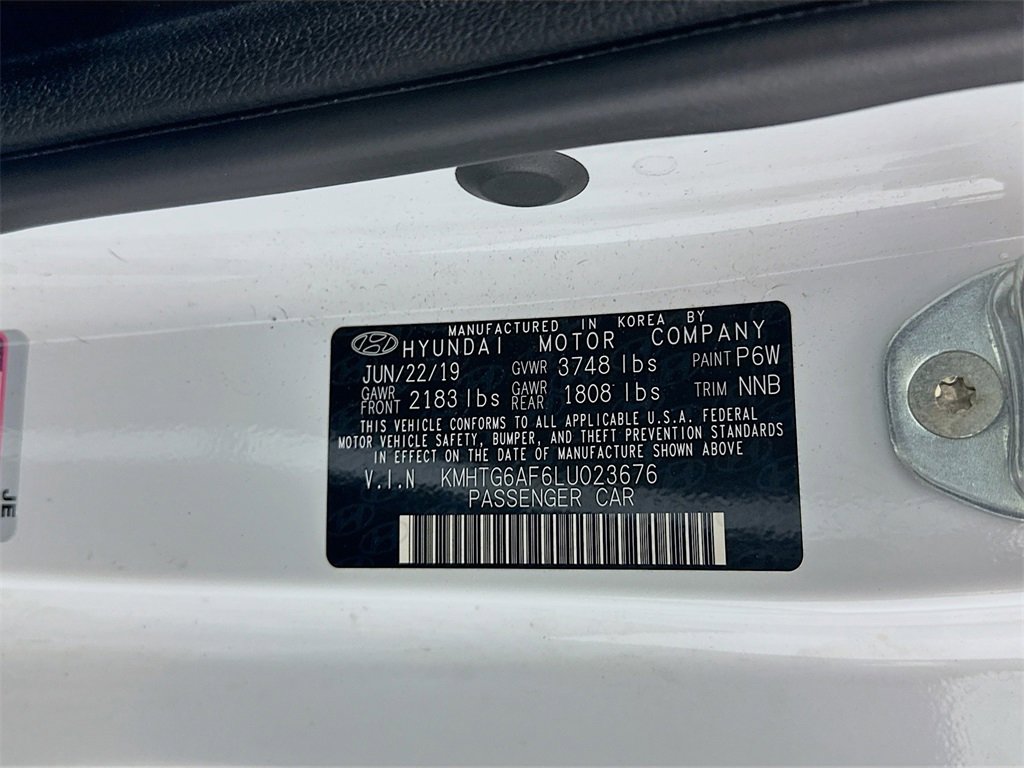 MANUFACTURED IN KOREA BY
HYUNDAI MOTOR COMPANY
JUN/22/19 GVWR 3748 lbs PAINT P6W
GAWR FRONT 2183 lbs GAWR REAR 1808 lbs TRIM NNB
THIS VEHICLE CONFORMS TO ALL APPLICABLE U.S.A. FEDERAL
MOTOR VEHICLE SAFETY, BUMPER, AND THEFT PREVENTION STANDARDS
IN EFFECT ON THE DATE OF MANUFACTURE SHOWN ABOVE
V.I.N KMHTG6AF6LU023676
PASSENGER CAR
JE